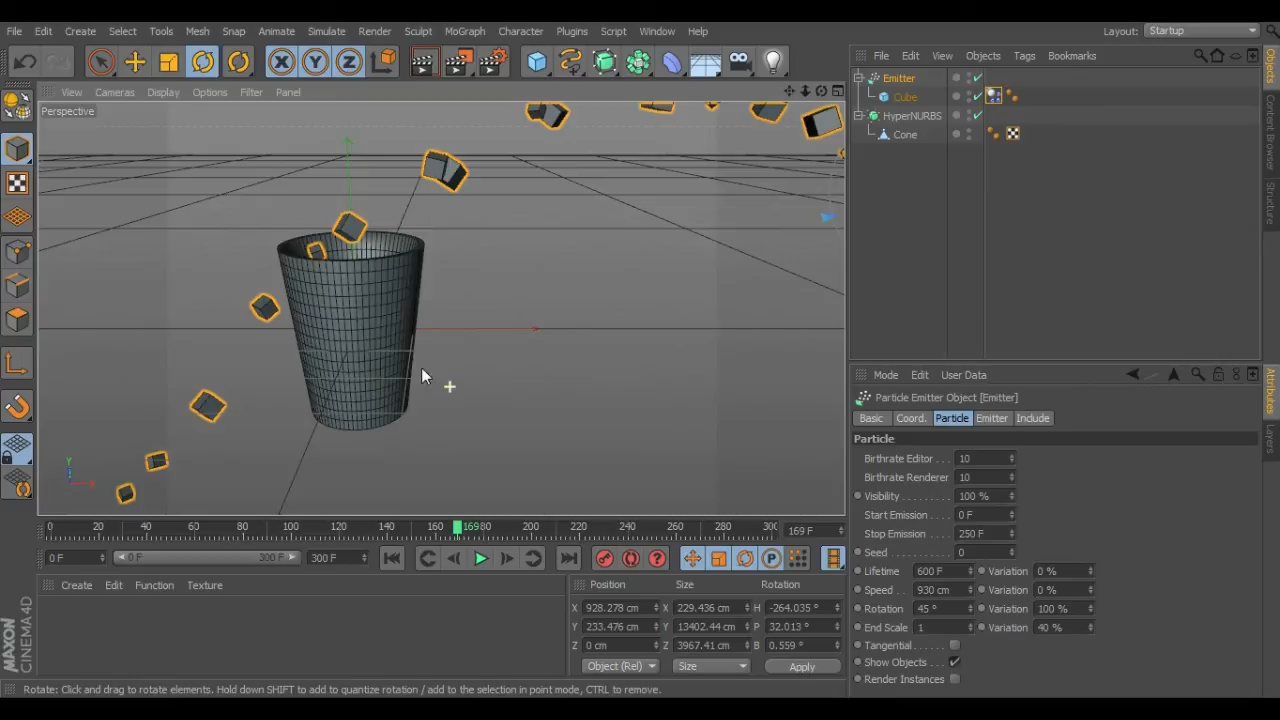 File Edit Create Select Tools Mesh Snap Animate Simulate Render Sculpt MoGraph Character Plugins Script Window Help Layout: Startup
X Y Z
File Edit View Objects Tags Bookmarks
View Cameras Display Options Filter Panel
Perspective
Emitter
Cube
HyperNURBS
Cone
Objects
Content Browser
Structure
Mode Edit User Data
Particle Emitter Object [Emitter]
Basic Coord. Particle Emitter Include
Particle
Birthrate Editor . . . 10
Birthrate Renderer 10
Visibility . . . . . . . . 100 %
Start Emission . . . 0 F
Stop Emission . . . . 250 F
Seed . . . . . . . . . . . 0
Lifetime 600 F Variation 0 %
Speed . . 930 cm Variation 0 %
Rotation 45 ° Variation 100 %
End Scale 1 Variation 40 %
Tangential . . . . . . .
Show Objects . .
Render Instances
Attributes
Layers
Y
0 20 40 60 80 100 120 140 160 16980 200 220 240 260 280 300 169 F
0 F 0 F 300 F 300 F
P
Create Edit Function Texture
Position Size Rotation
X 928.278 cm X 229.436 cm H -264.035 °
Y 233.476 cm Y 13402.44 cm P 32.013 °
Z 0 cm Z 3967.41 cm B 0.559 °
Object (Rel) Size Apply
MAXON
CINEMA 4D
Rotate: Click and drag to rotate elements. Hold down SHIFT to add to quantize rotation / add to the selection in point mode, CTRL to remove.